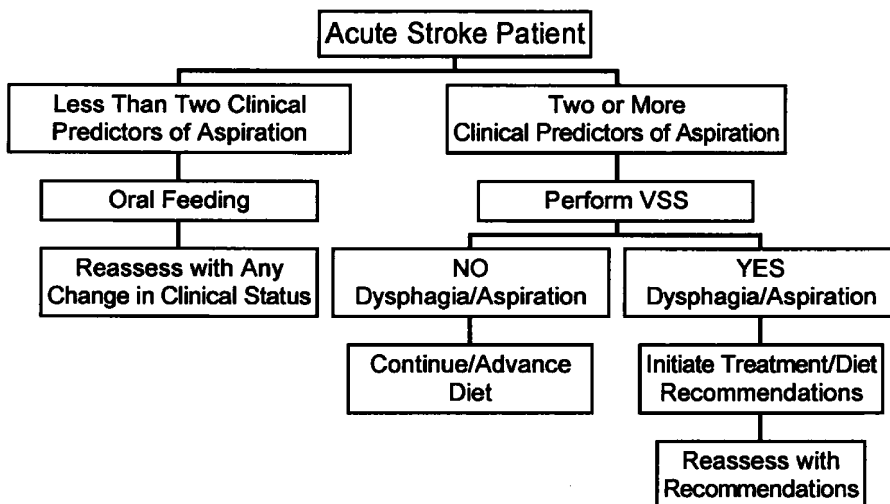 Acute Stroke Patient
Less Than Two Clinical
Predictors of Aspiration
Two or More
Clinical Predictors of Aspiration
Oral Feeding
Perform VSS
Reassess with Any
Change in Clinical Status
NO
Dysphagia/Aspiration
YES
Dysphagia/Aspiration
Continue/Advance
Diet
Initiate Treatment/Diet
Recommendations
Reassess with
Recommendations